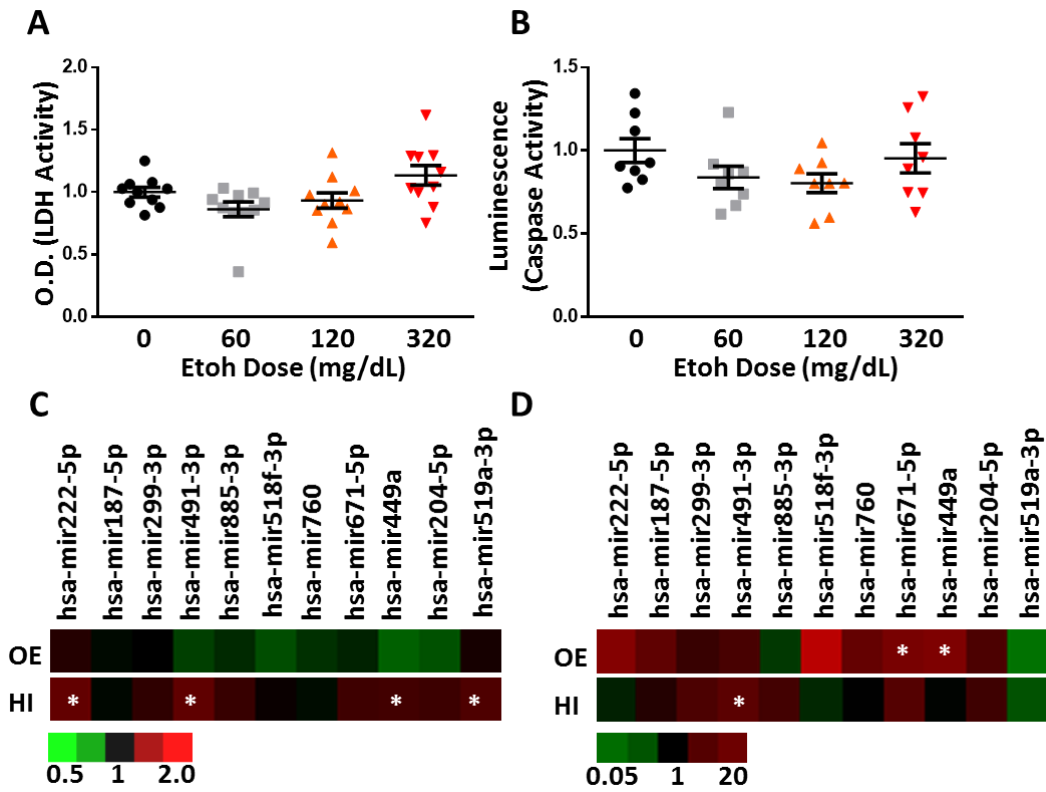 A
B
2.0
1.5
1.0
0.5
0.0
O.D. (LDH Activity)
0 60 120 320
Etoh Dose (mg/dL)
1.5
1.0
0.5
0.0
Luminescence
(Caspase Activity)
0 60 120 320
Etoh Dose (mg/dL)
C
hsa-mir222-5p
hsa-mir187-5p
hsa-mir299-3p
hsa-mir491-3p
hsa-mir885-3p
hsa-mir518f-3p
hsa-mir760
hsa-mir671-5p
hsa-mir449a
hsa-mir204-5p
hsa-mir519a-3p
OE
HI * * * *
0.5 1 2.0
D
hsa-mir222-5p
hsa-mir187-5p
hsa-mir299-3p
hsa-mir491-3p
hsa-mir885-3p
hsa-mir518f-3p
hsa-mir760
hsa-mir671-5p
hsa-mir449a
hsa-mir204-5p
hsa-mir519a-3p
OE * *
HI *
0.05 1 20